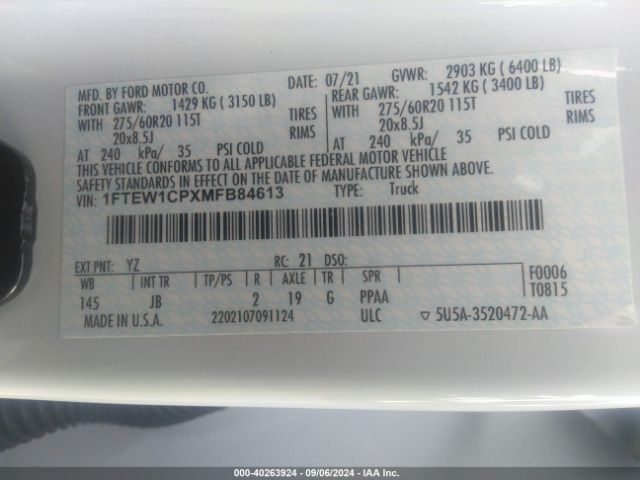 MFD. BY FORD MOTOR CO. DATE: 07/21 GVWR: 2903 KG ( 6400 LB)
FRONT GAWR: 1429 KG ( 3150 LB) REAR GAWR: 1542 KG ( 3400 LB)
WITH 275/60R20 115T TIRES WITH 275/60R20 115T TIRES
20x8.5J RIMS 20x8.5J RIMS
AT 240 kPa/ 35 PSI COLD AT 240 kPa/ 35 PSI COLD
THIS VEHICLE CONFORMS TO ALL APPLICABLE FEDERAL MOTOR VEHICLE
SAFETY STANDARDS IN EFFECT ON THE DATE OF MANUFACTURE SHOWN ABOVE.
VIN: 1FTEW1CPXMFB84613 TYPE: Truck
EXT PNT: YZ RC: 21 DSO:
WB INT TR TP/PS R AXLE TR SPR F0006
145 JB 2 19 G PPAA T0815
MADE IN U.S.A. 2202107091124 ULC ▽ 5U5A-3520472-AA
000-40263924 - 09/06/2024 - IAA